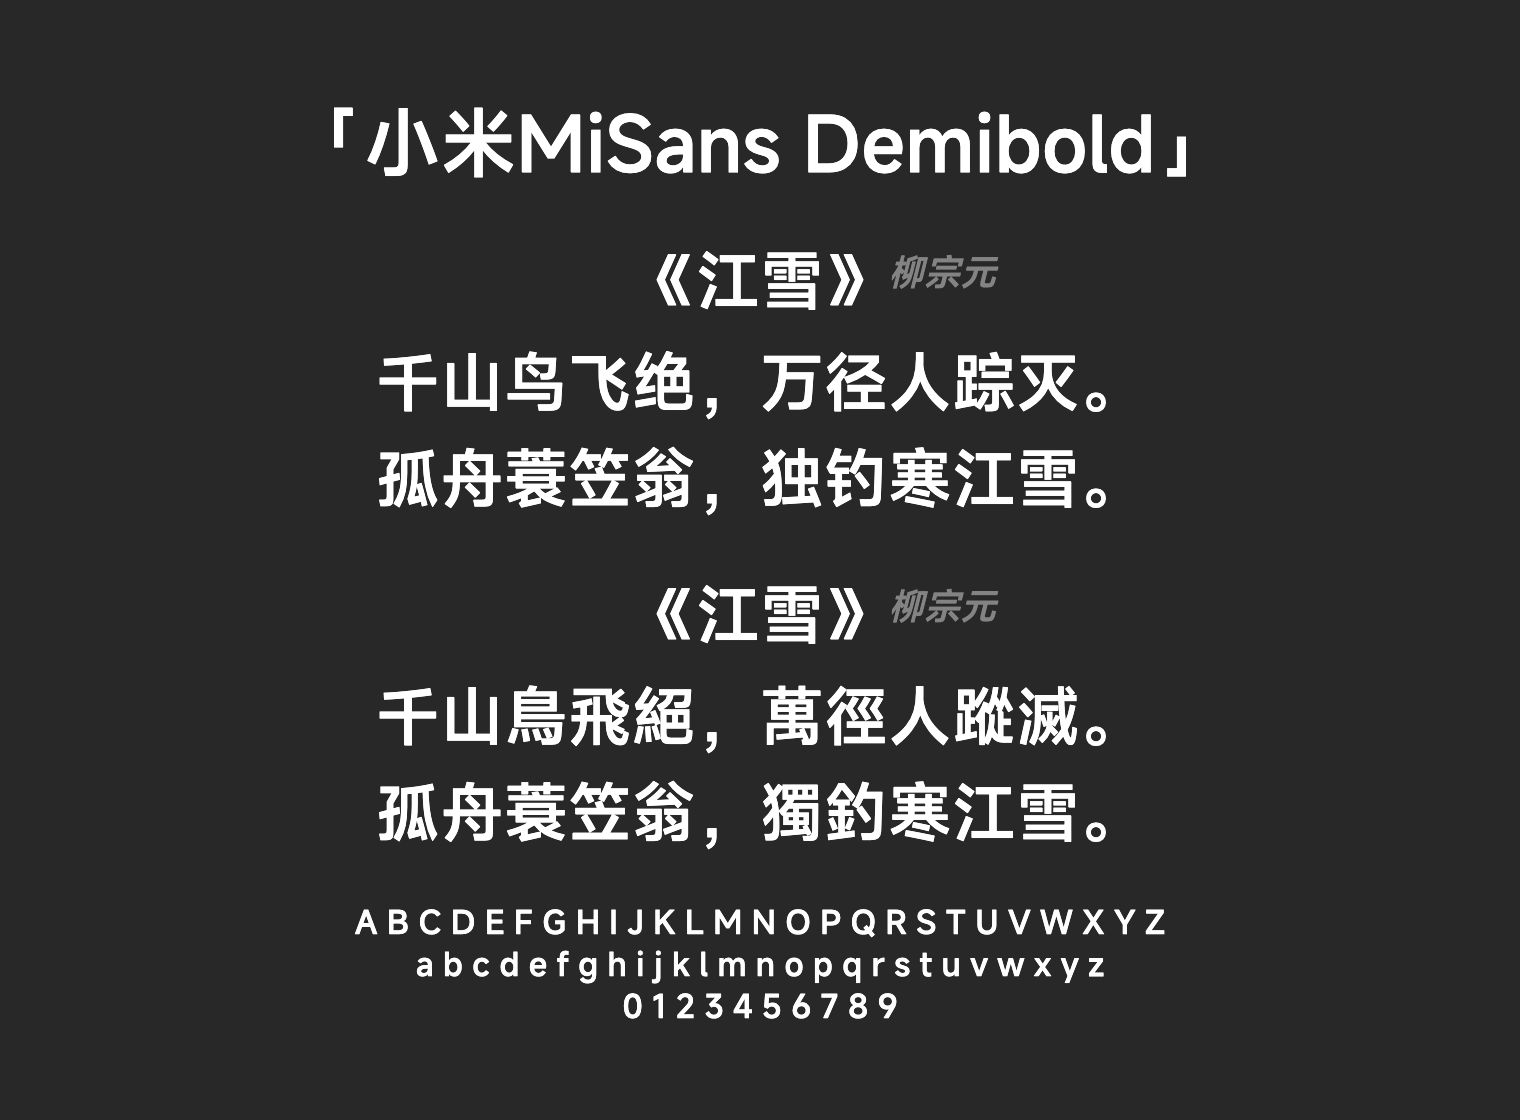 「小米MiSans Demibold」
《江雪》柳宗元
千山鸟飞绝，万径人踪灭。
孤舟蓑笠翁，独钓寒江雪。
《江雪》柳宗元
千山鳥飛絕，萬徑人蹤滅。
孤舟蓑笠翁，獨釣寒江雪。
A B C D E F G H I J K L M N O P Q R S T U V W X Y Z
a b c d e f g h i j k l m n o p q r s t u v w x y z
0 1 2 3 4 5 6 7 8 9